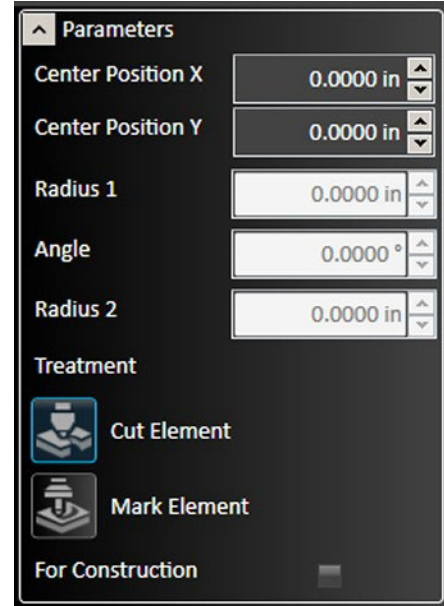 Parameters
Center Position X 0.0000 in
Center Position Y 0.0000 in
Radius 1 0.0000 in
Angle 0.0000 °
Radius 2 0.0000 in
Treatment
Cut Element
Mark Element
For Construction